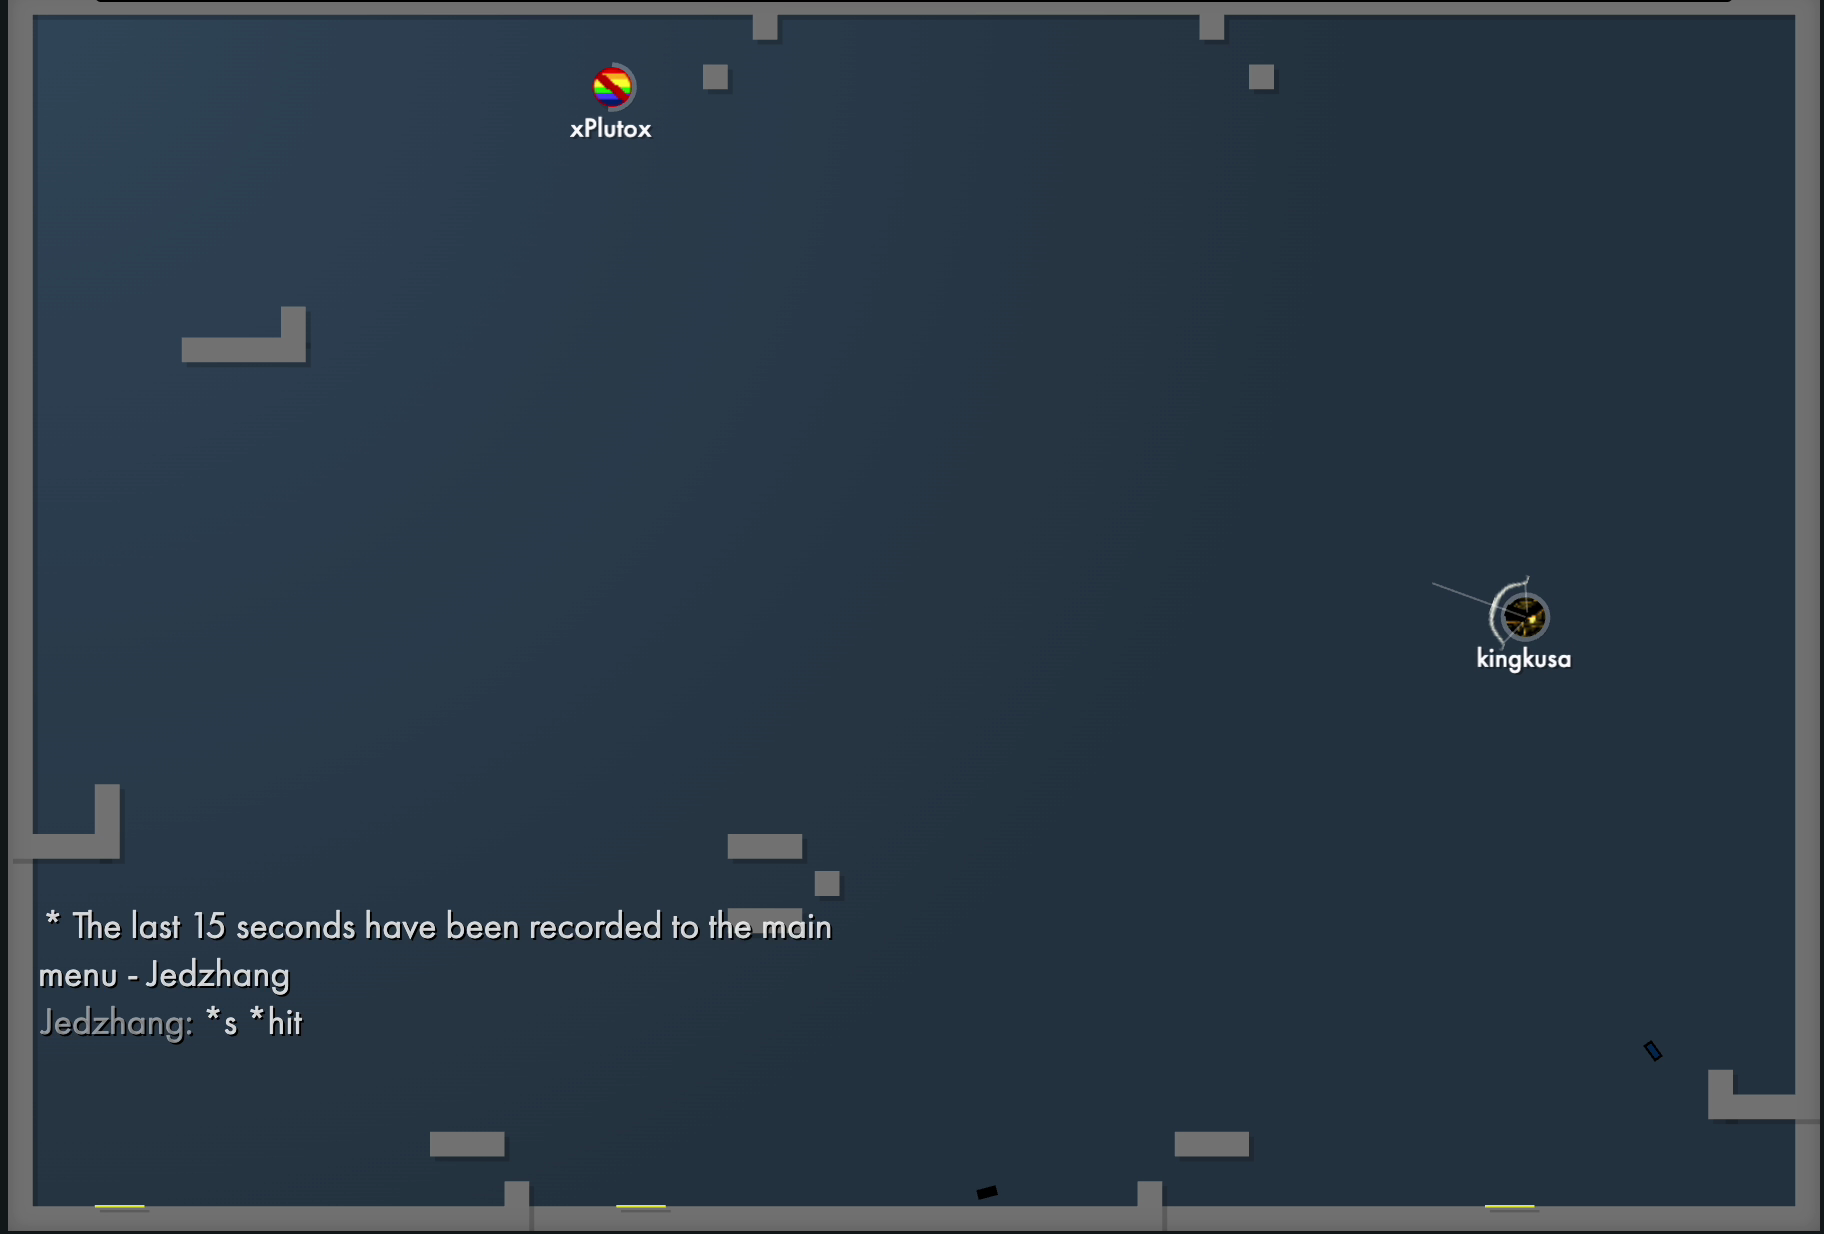 xPlutox
kingkusa
* The last 15 seconds have been recorded to the main
menu - Jedzhang
Jedzhang: *s *hit